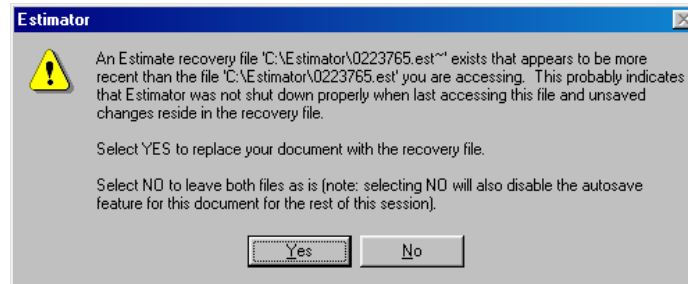 Estimator
An Estimate recovery file 'C:\Estimator\0223765.est~' exists that appears to be more
recent than the file 'C:\Estimator\0223765.est' you are accessing.  This probably indicates
that Estimator was not shut down properly when last accessing this file and unsaved
changes reside in the recovery file.
Select YES to replace your document with the recovery file.
Select NO to leave both files as is (note: selecting NO will also disable the autosave
feature for this document for the rest of this session).
Yes No